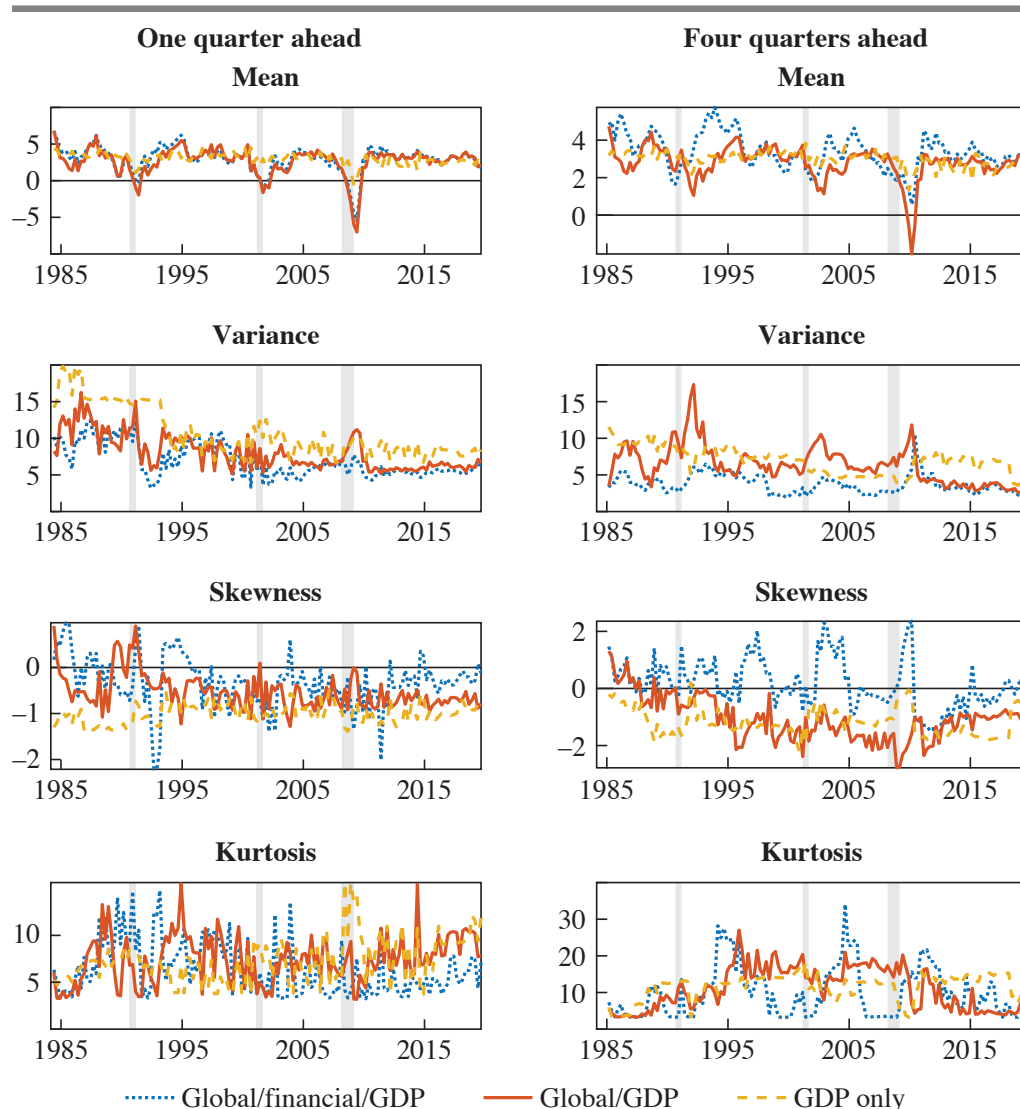 One quarter ahead
Four quarters ahead
Mean
Mean
5
0
−5
1985 1995 2005 2015
4
2
0
1985 1995 2005 2015
Variance
Variance
15
10
5
1985 1995 2005 2015
15
10
5
1985 1995 2005 2015
Skewness
Skewness
0
−1
−2
1985 1995 2005 2015
2
0
−2
1985 1995 2005 2015
Kurtosis
Kurtosis
10
5
1985 1995 2005 2015
30
20
10
1985 1995 2005 2015
Global/financial/GDP Global/GDP GDP only